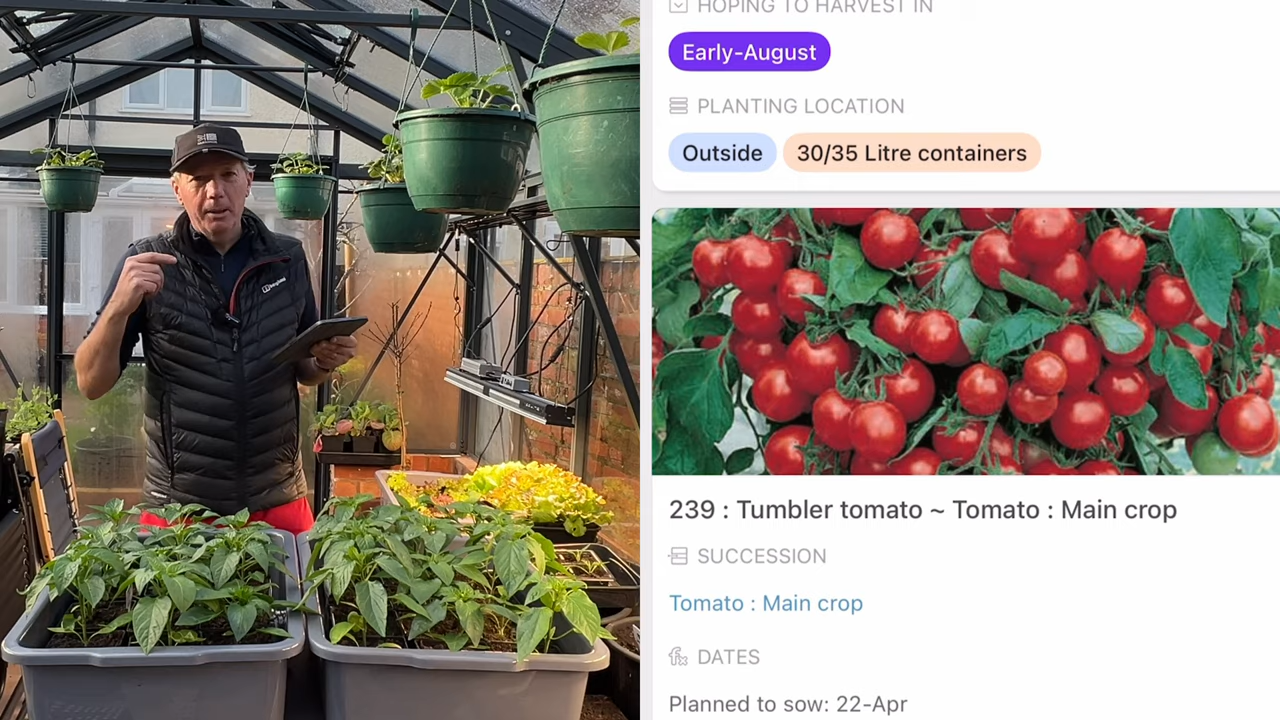 HOPING TO HARVEST IN
Early-August
PLANTING LOCATION
Outside
30/35 Litre containers
239 : Tumbler tomato ~ Tomato : Main crop
SUCCESSION
Tomato : Main crop
DATES
Planned to sow: 22-Apr